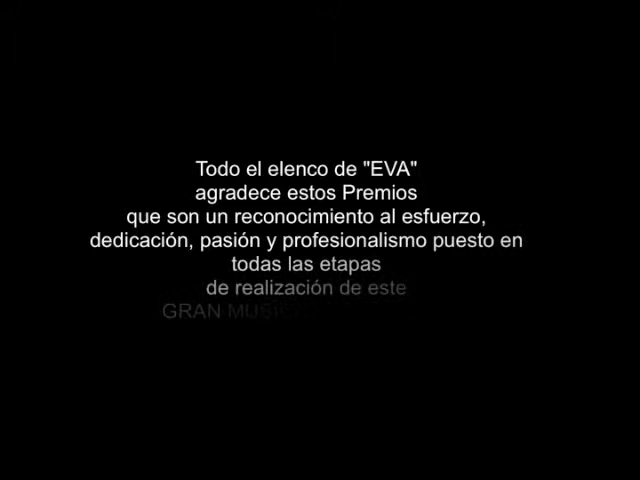 Todo el elenco de "EVA"
agradece estos Premios
que son un reconocimiento al esfuerzo,
dedicación, pasión y profesionalismo puesto en
todas las etapas
de realización de este
GRAN